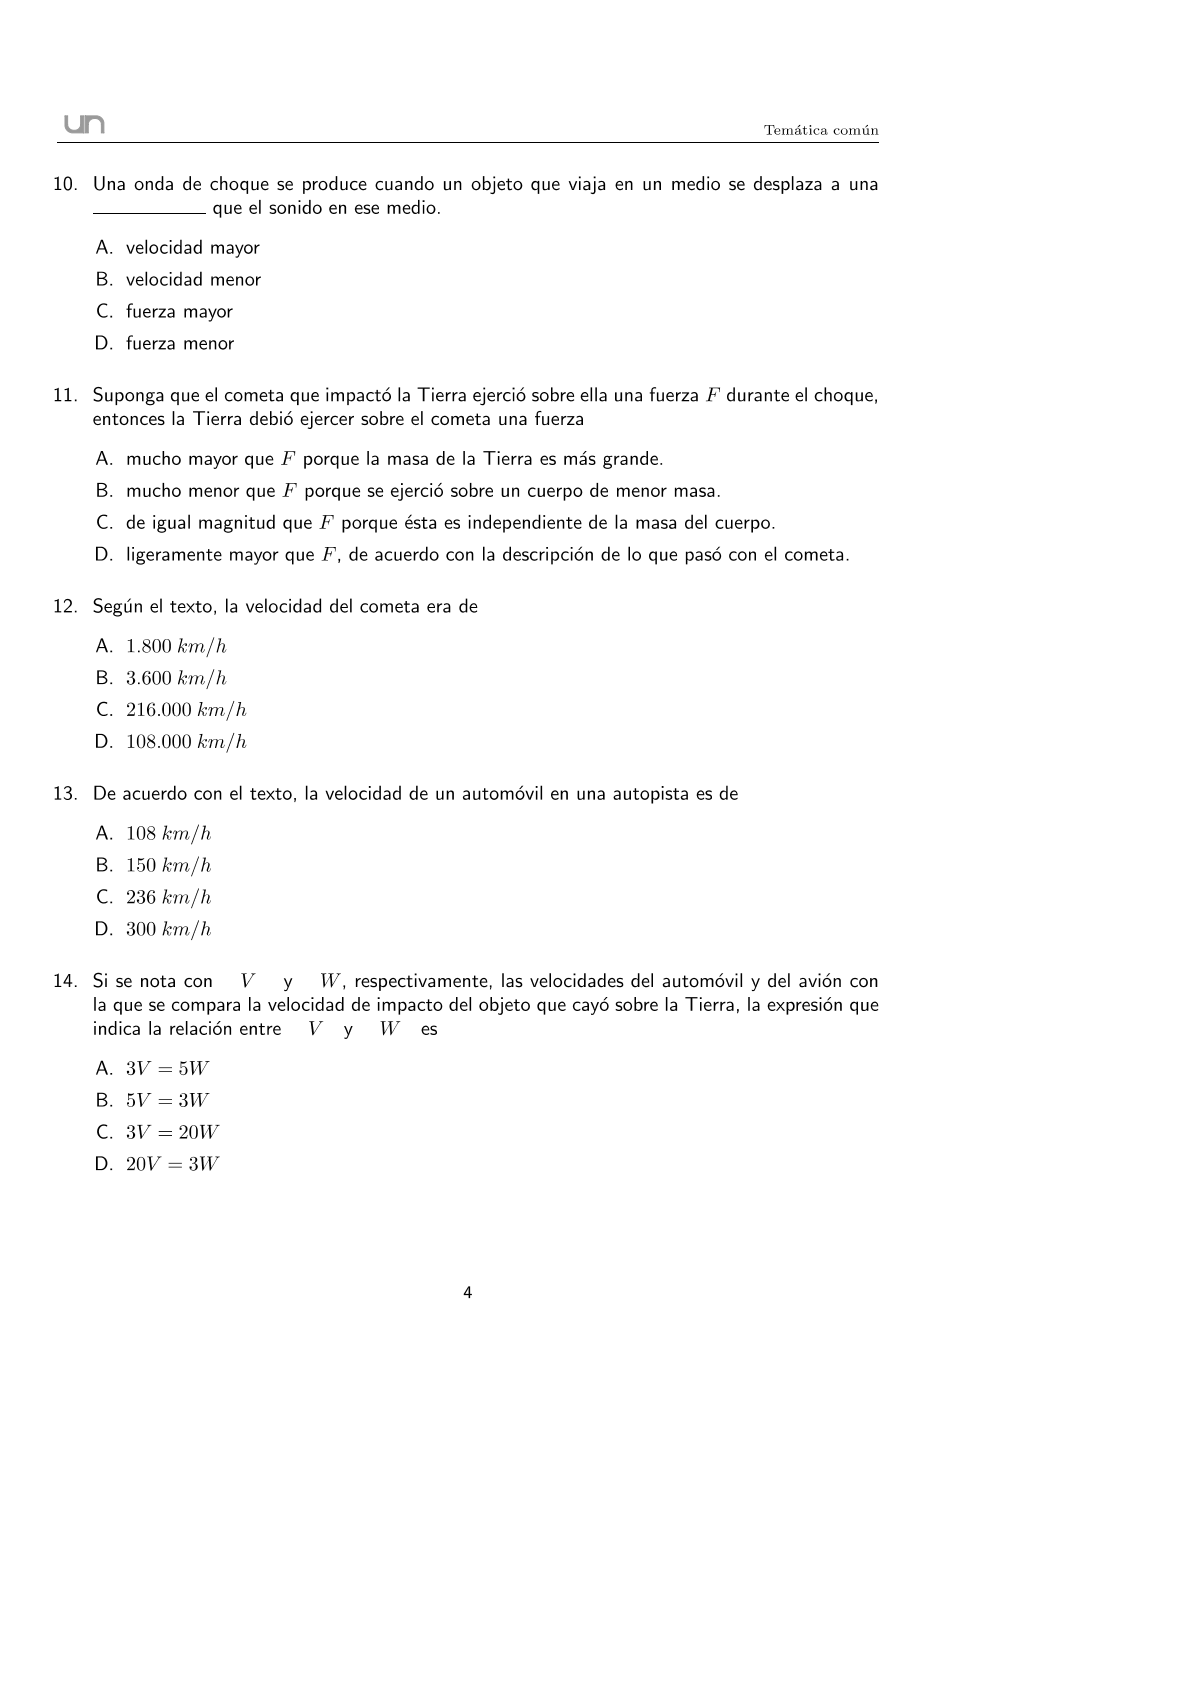 un
Temática común
10. Una onda de choque se produce cuando un objeto que viaja en un medio se desplaza a una
___________ que el sonido en ese medio.
A. velocidad mayor
B. velocidad menor
C. fuerza mayor
D. fuerza menor
11. Suponga que el cometa que impactó la Tierra ejerció sobre ella una fuerza F durante el choque,
entonces la Tierra debió ejercer sobre el cometa una fuerza
A. mucho mayor que F porque la masa de la Tierra es más grande.
B. mucho menor que F porque se ejerció sobre un cuerpo de menor masa.
C. de igual magnitud que F porque ésta es independiente de la masa del cuerpo.
D. ligeramente mayor que F, de acuerdo con la descripción de lo que pasó con el cometa.
12. Según el texto, la velocidad del cometa era de
A. 1.800 km/h
B. 3.600 km/h
C. 216.000 km/h
D. 108.000 km/h
13. De acuerdo con el texto, la velocidad de un automóvil en una autopista es de
A. 108 km/h
B. 150 km/h
C. 236 km/h
D. 300 km/h
14. Si se nota con V y W, respectivamente, las velocidades del automóvil y del avión con
la que se compara la velocidad de impacto del objeto que cayó sobre la Tierra, la expresión que
indica la relación entre V y W es
A. 3V = 5W
B. 5V = 3W
C. 3V = 20W
D. 20V = 3W
4